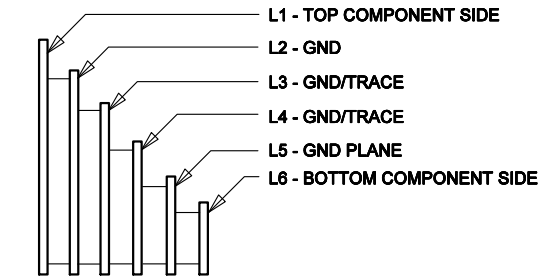 L1 - TOP COMPONENT SIDE
L2 - GND
L3 - GND/TRACE
L4 - GND/TRACE
L5 - GND PLANE
L6 - BOTTOM COMPONENT SIDE